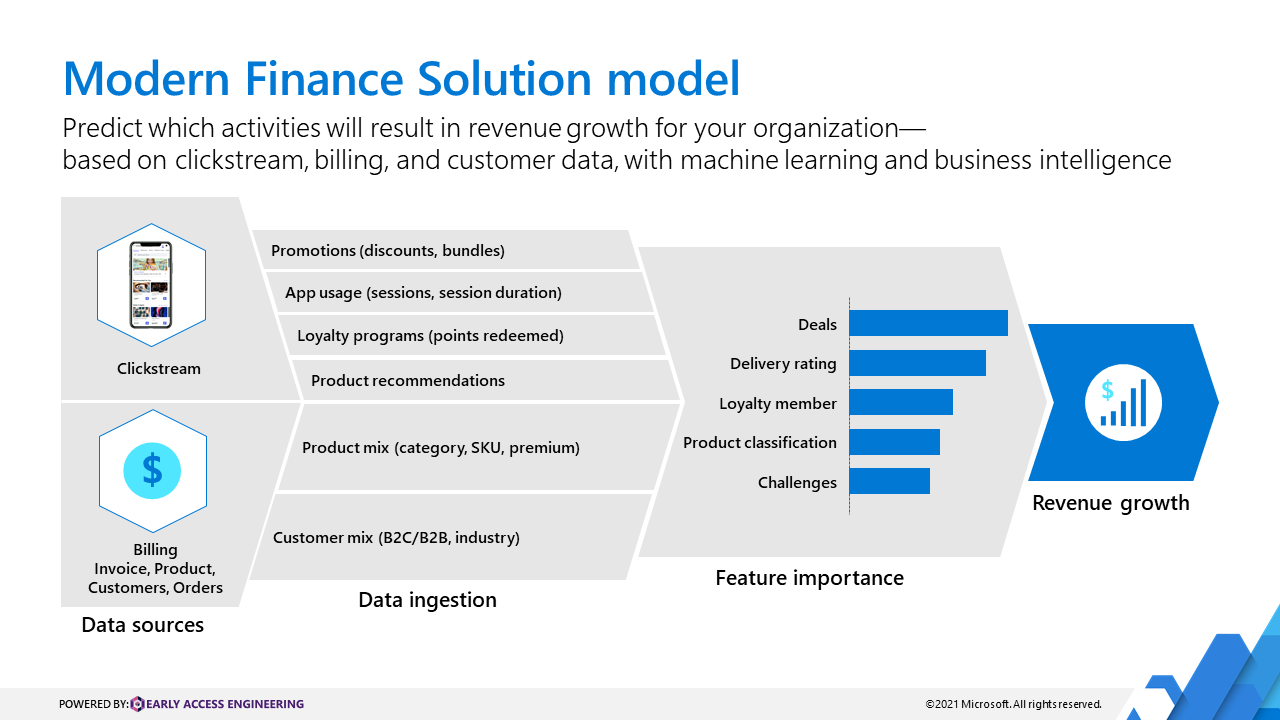 Modern Finance Solution model
Predict which activities will result in revenue growth for your organization—
based on clickstream, billing, and customer data, with machine learning and business intelligence
Clickstream
$
Billing
Invoice, Product,
Customers, Orders
Data sources
Promotions (discounts, bundles)
App usage (sessions, session duration)
Loyalty programs (points redeemed)
Product recommendations
Product mix (category, SKU, premium)
Customer mix (B2C/B2B, industry)
Data ingestion
Deals
Delivery rating
Loyalty member
Product classification
Challenges
Feature importance
$
Revenue growth
POWERED BY: EARLY ACCESS ENGINEERING
©2021 Microsoft. All rights reserved.